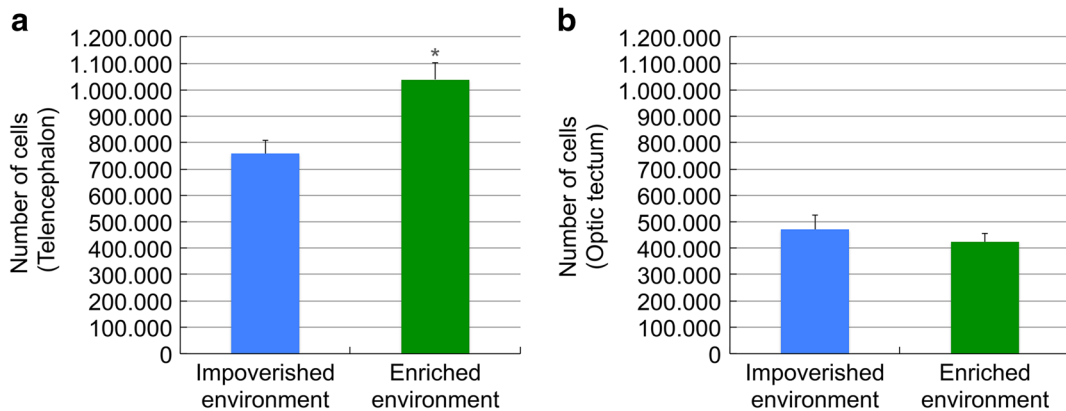 a
Number of cells
(Telencephalon)
1.200.000
1.100.000
1.000.000
900.000
800.000
700.000
600.000
500.000
400.000
300.000
200.000
100.000
0
*
Impoverished
environment
Enriched
environment
b
Number of cells
(Optic tectum)
1.200.000
1.100.000
1.000.000
900.000
800.000
700.000
600.000
500.000
400.000
300.000
200.000
100.000
0
Impoverished
environment
Enriched
environment